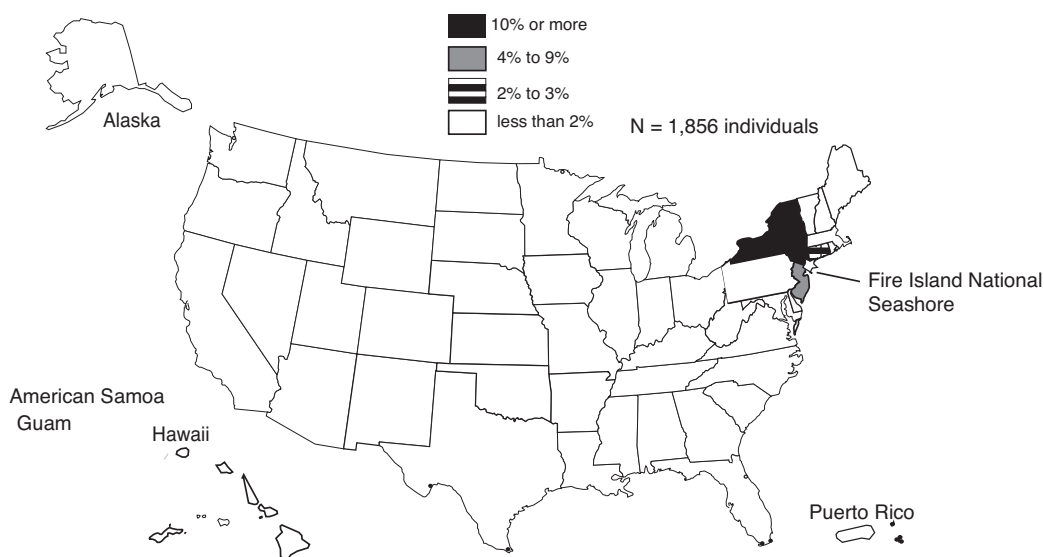 10% or more
4% to 9%
2% to 3%
less than 2%
N = 1,856 individuals
Alaska
Fire Island National
Seashore
American Samoa
Guam
Hawaii
Puerto Rico